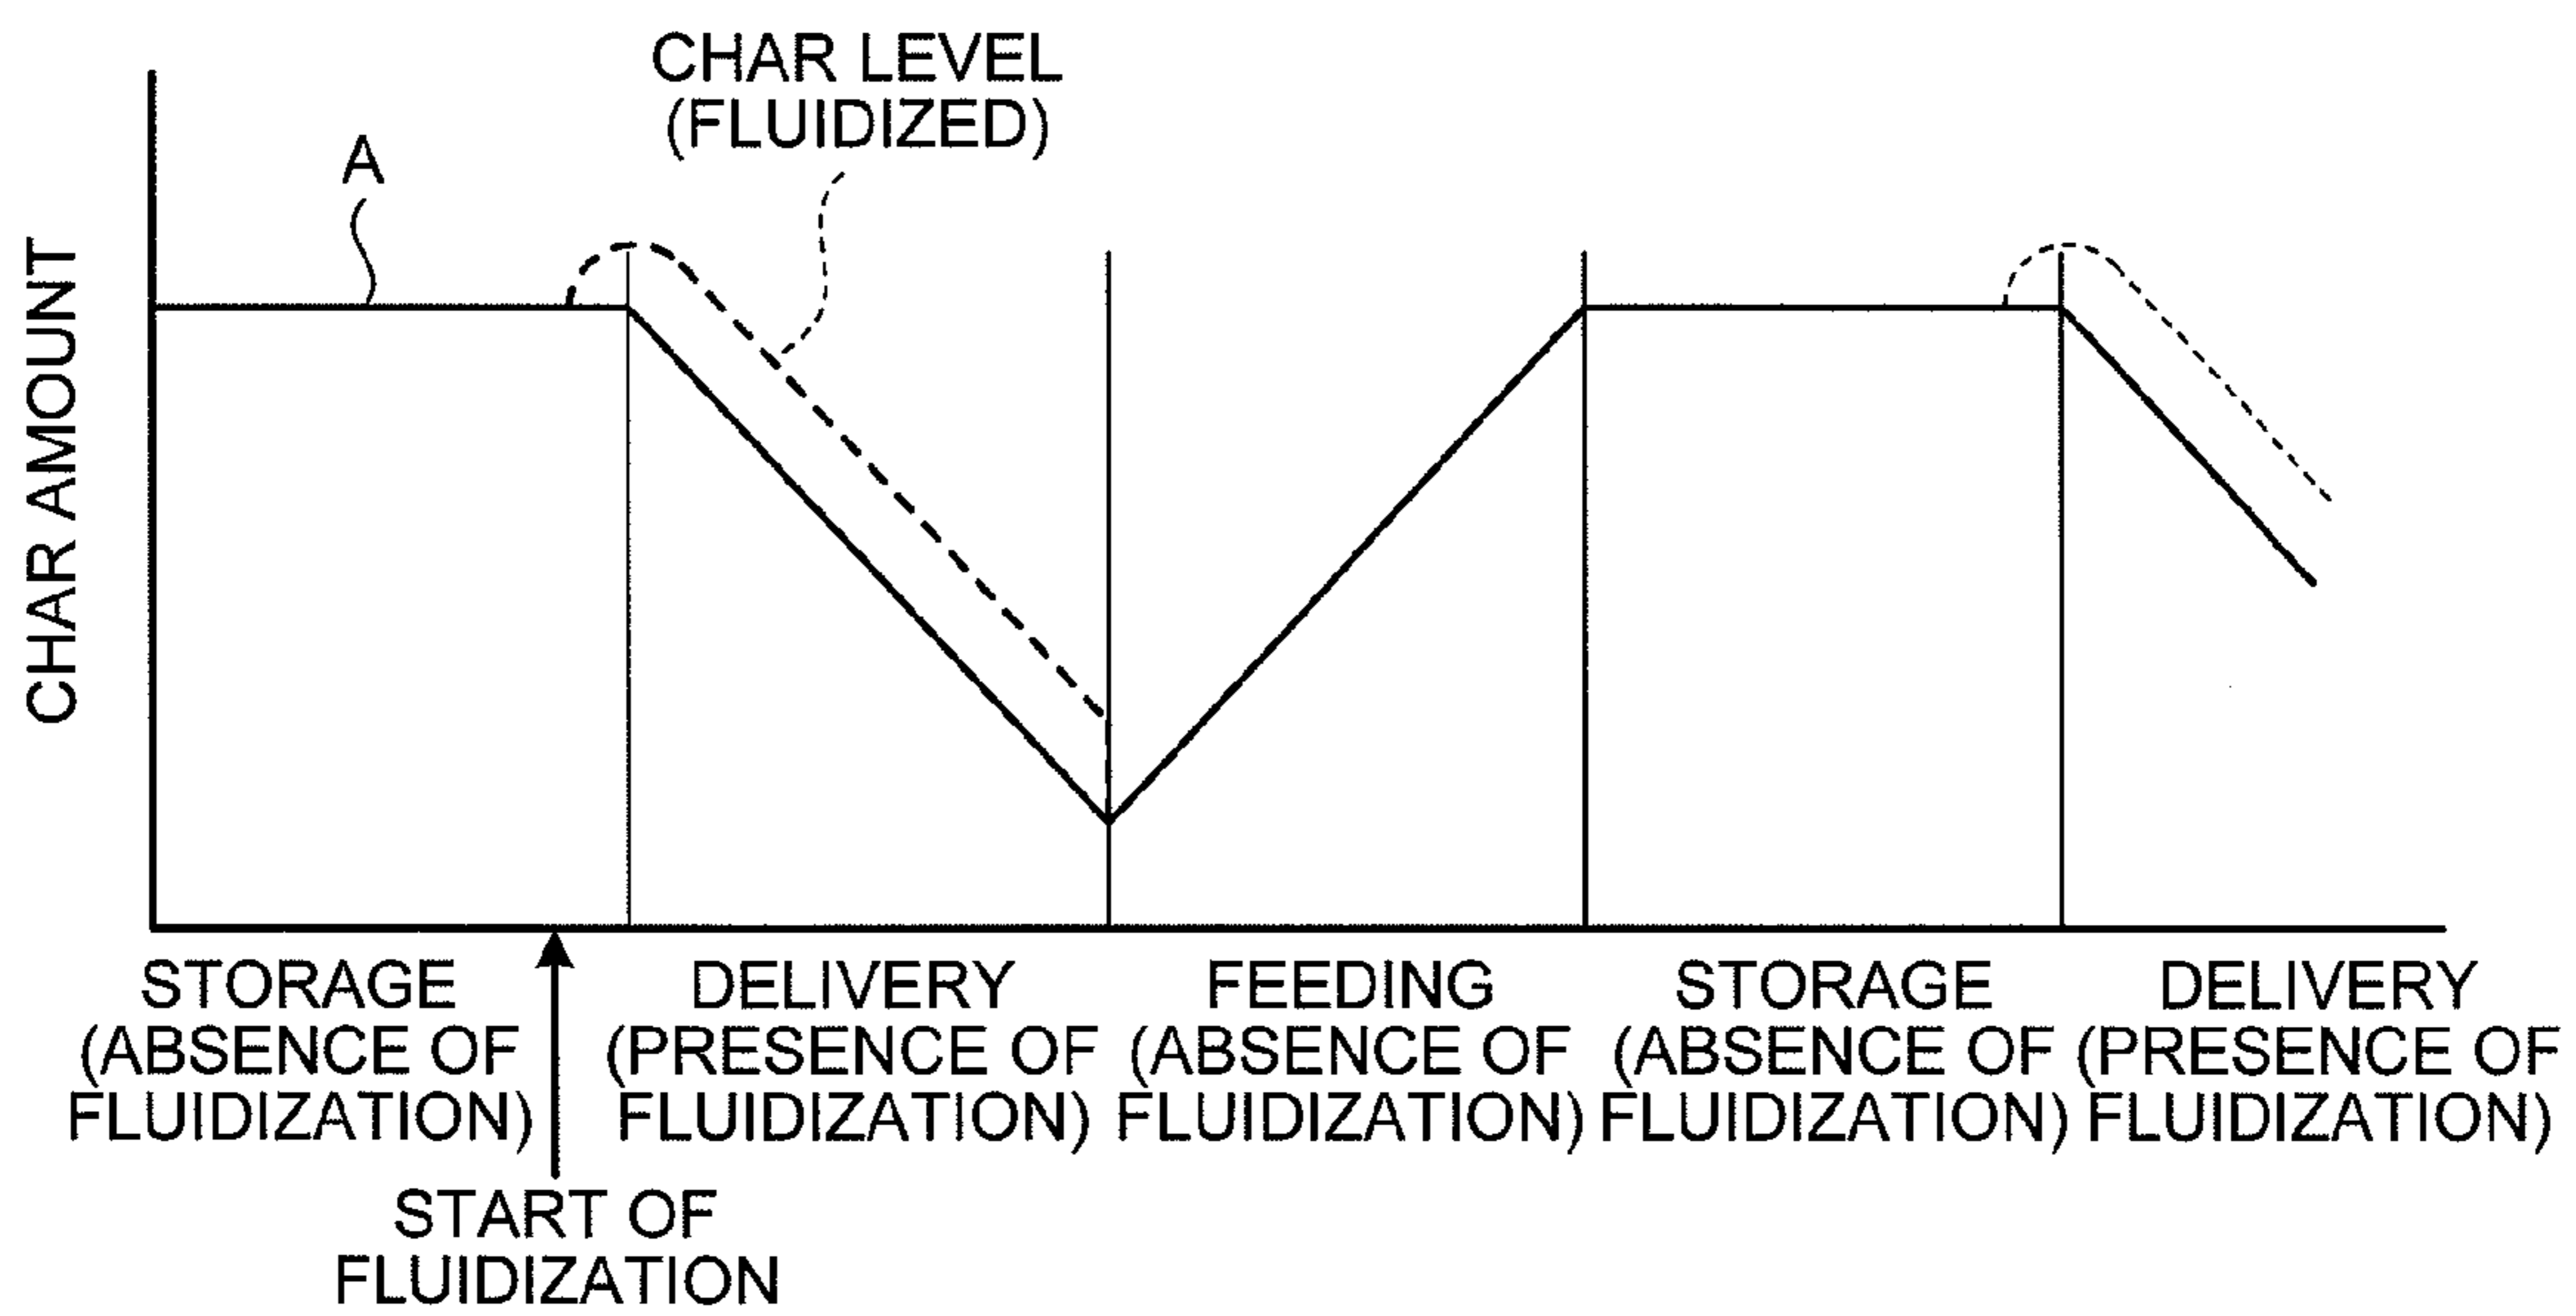 CHAR LEVEL
(FLUIDIZED)
A
CHAR AMOUNT
STORAGE
(ABSENCE OF
FLUIDIZATION)
DELIVERY
(PRESENCE OF
FLUIDIZATION)
FEEDING
(ABSENCE OF
FLUIDIZATION)
STORAGE
(ABSENCE OF
FLUIDIZATION)
DELIVERY
(PRESENCE OF
FLUIDIZATION)
START OF
FLUIDIZATION